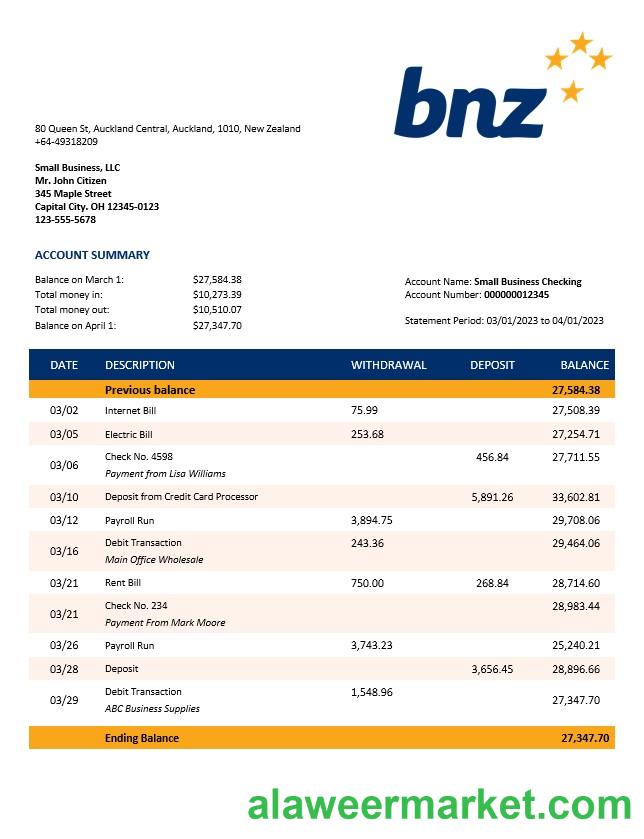 bnz
80 Queen St, Auckland Central, Auckland, 1010, New Zealand
+64-49318209
Small Business, LLC
Mr. John Citizen
345 Maple Street
Capital City. OH 12345-0123
123-555-5678
ACCOUNT SUMMARY
Balance on March 1: $27,584.38
Total money in: $10,273.39
Total money out: $10,510.07
Balance on April 1: $27,347.70
Account Name: Small Business Checking
Account Number: 000000012345
Statement Period: 03/01/2023 to 04/01/2023
DATE DESCRIPTION WITHDRAWAL DEPOSIT BALANCE
Previous balance 27,584.38
03/02 Internet Bill 75.99 27,508.39
03/05 Electric Bill 253.68 27,254.71
03/06 Check No. 4598 456.84 27,711.55
Payment from Lisa Williams
03/10 Deposit from Credit Card Processor 5,891.26 33,602.81
03/12 Payroll Run 3,894.75 29,708.06
03/16 Debit Transaction 243.36 29,464.06
Main Office Wholesale
03/21 Rent Bill 750.00 268.84 28,714.60
03/21 Check No. 234 28,983.44
Payment From Mark Moore
03/26 Payroll Run 3,743.23 25,240.21
03/28 Deposit 3,656.45 28,896.66
03/29 Debit Transaction 1,548.96 27,347.70
ABC Business Supplies
Ending Balance 27,347.70
alaweermarket.com